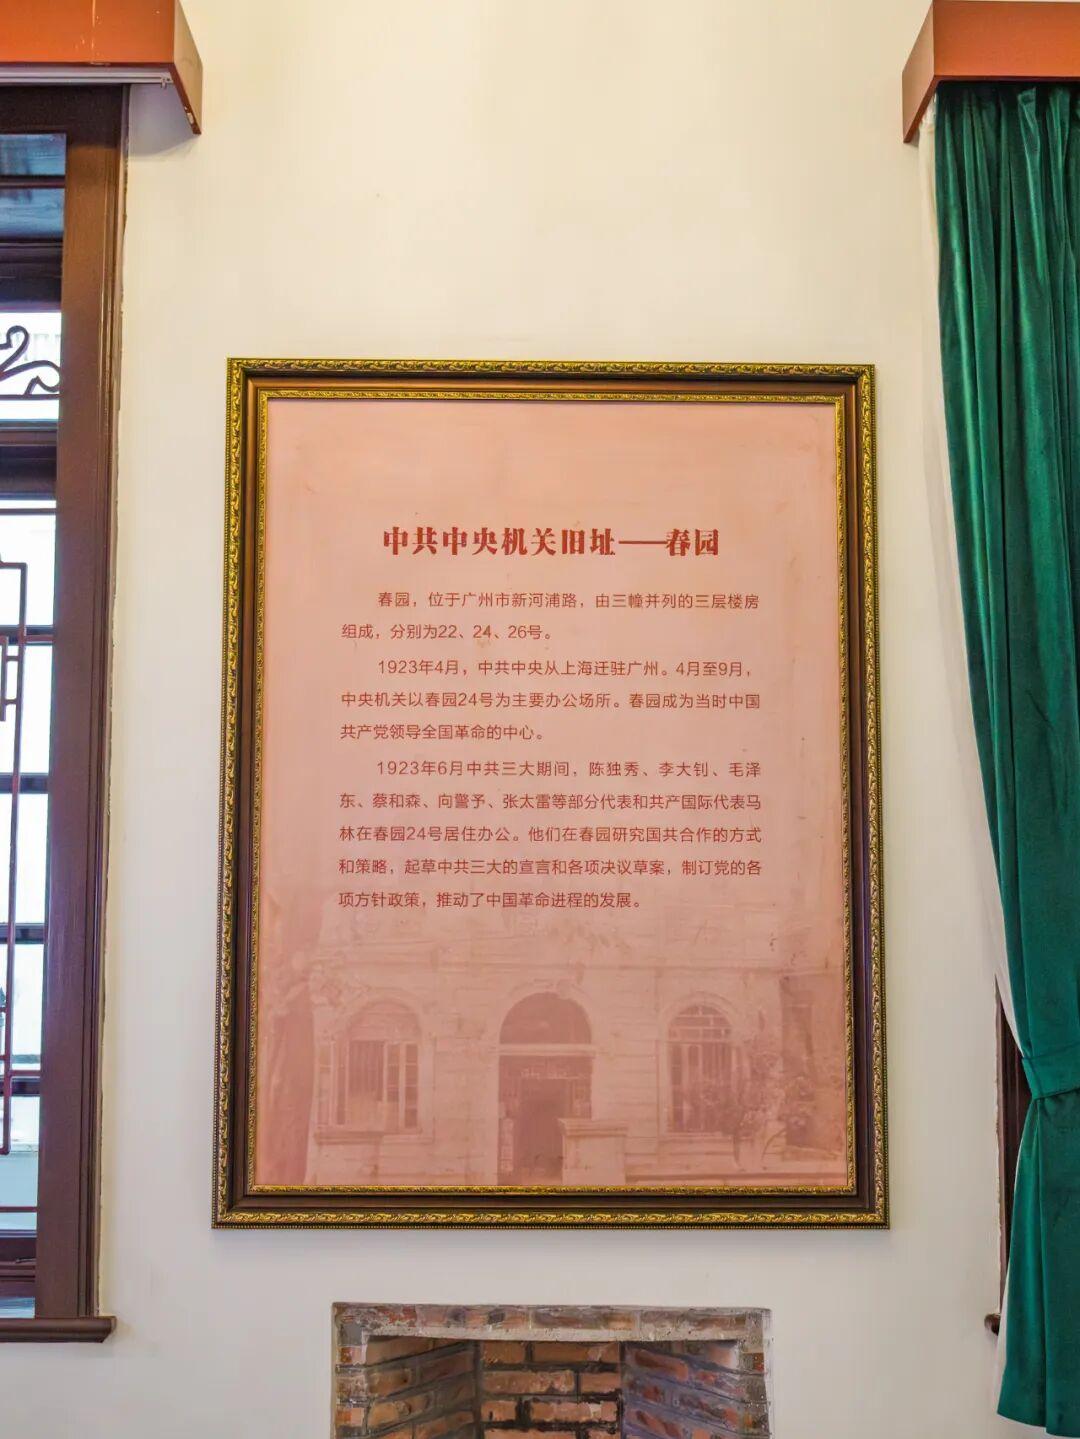 中共中央机关旧址——春园
春园，位于广州市新河浦路，由三幢并列的三层楼房
组成，分别为22、24、26号。
1923年4月，中共中央从上海迁驻广州。4月至9月，
中央机关以春园24号为主要办公场所。春园成为当时中国
共产党领导全国革命的中心。
1923年6月中共三大期间，陈独秀、李大钊、毛泽
东、蔡和森、向警予、张太雷等部分代表和共产国际代表马
林在春园24号居住办公。他们在春园研究国共合作的方式
和策略，起草中共三大的宣言和各项决议草案，制订党的各
项方针政策，推动了中国革命进程的发展。